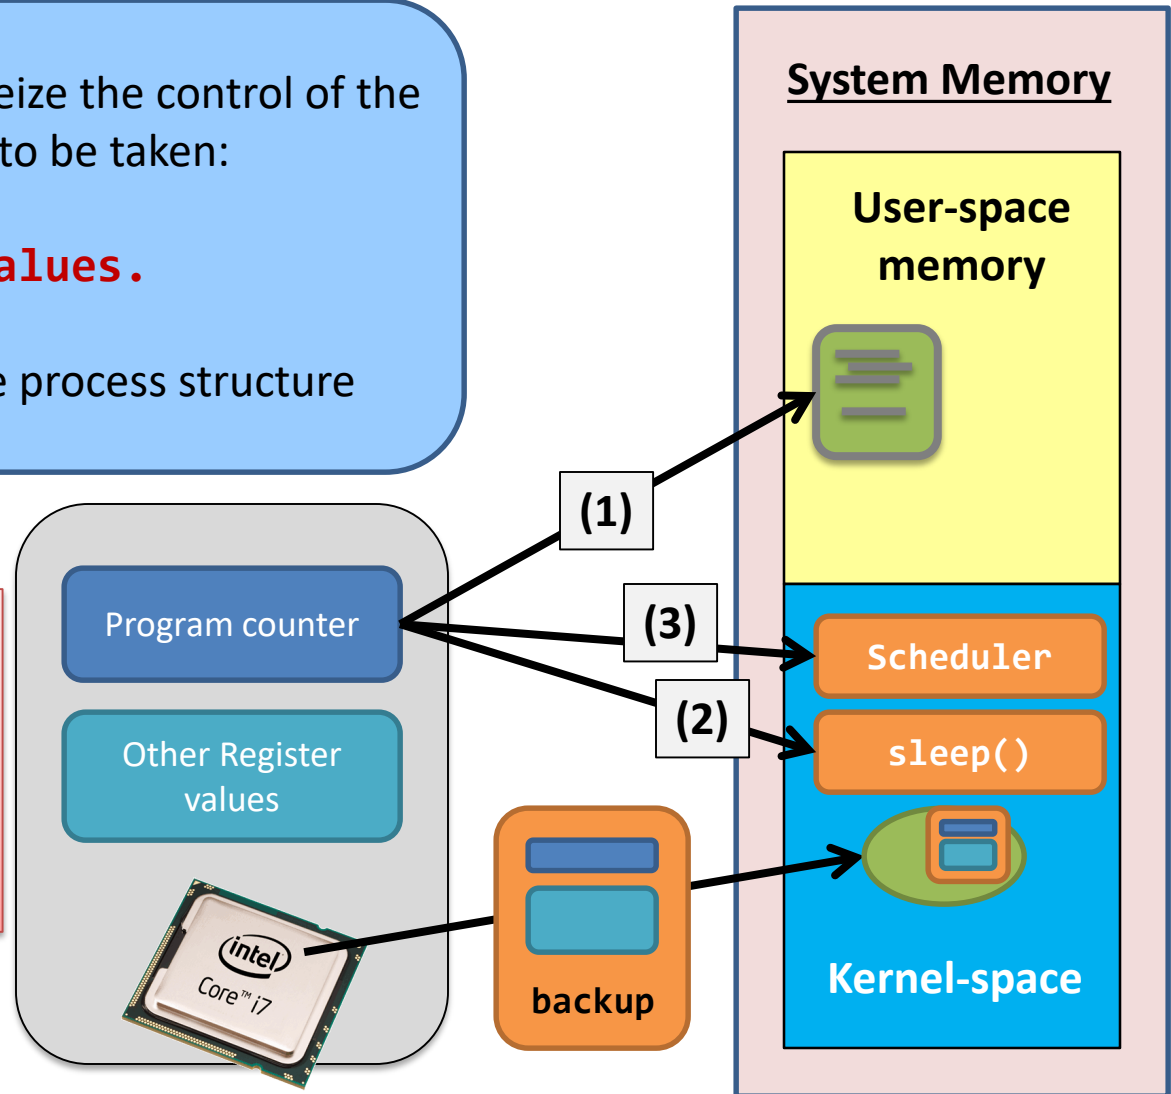 eize the control of the
to be taken:
alues.
e process structure
System Memory
User-space
memory
(1)
Program counter
(3)
Scheduler
(2)
sleep()
Other Register
values
intel
Core™ i7
backup
Kernel-space